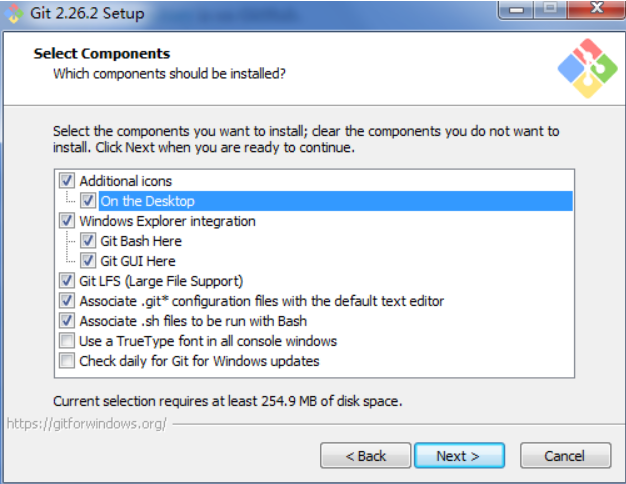 Git 2.26.2 Setup
Select Components
Which components should be installed?
Select the components you want to install; clear the components you do not want to
install. Click Next when you are ready to continue.
Additional icons
On the Desktop
Windows Explorer integration
Git Bash Here
Git GUI Here
Git LFS (Large File Support)
Associate .git* configuration files with the default text editor
Associate .sh files to be run with Bash
Use a TrueType font in all console windows
Check daily for Git for Windows updates
Current selection requires at least 254.9 MB of disk space.
https://gitforwindows.org/
< Back Next > Cancel